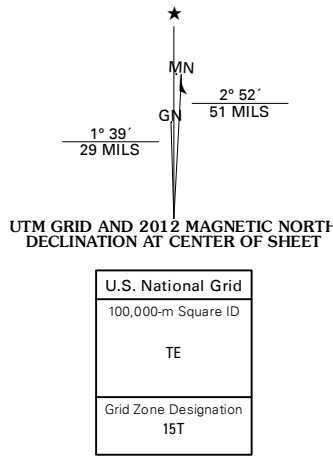 MN
2° 52´
51 MILS
GN
1° 39´
29 MILS
UTM GRID AND 2012 MAGNETIC NORTH
DECLINATION AT CENTER OF SHEET
U.S. National Grid
100,000-m Square ID
TE
Grid Zone Designation
15T